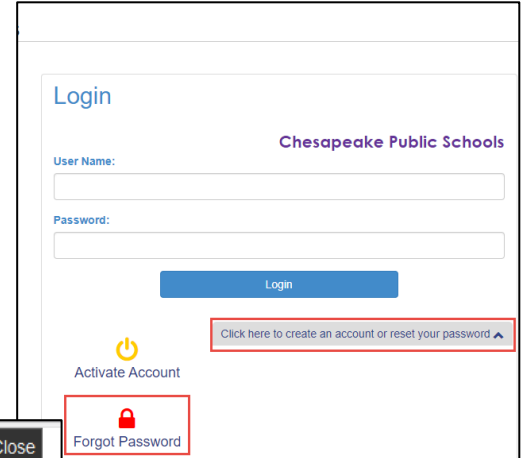 Login
Chesapeake Public Schools
User Name:
Password:
Login
Click here to create an account or reset your password
Activate Account
Forgot Password
Close